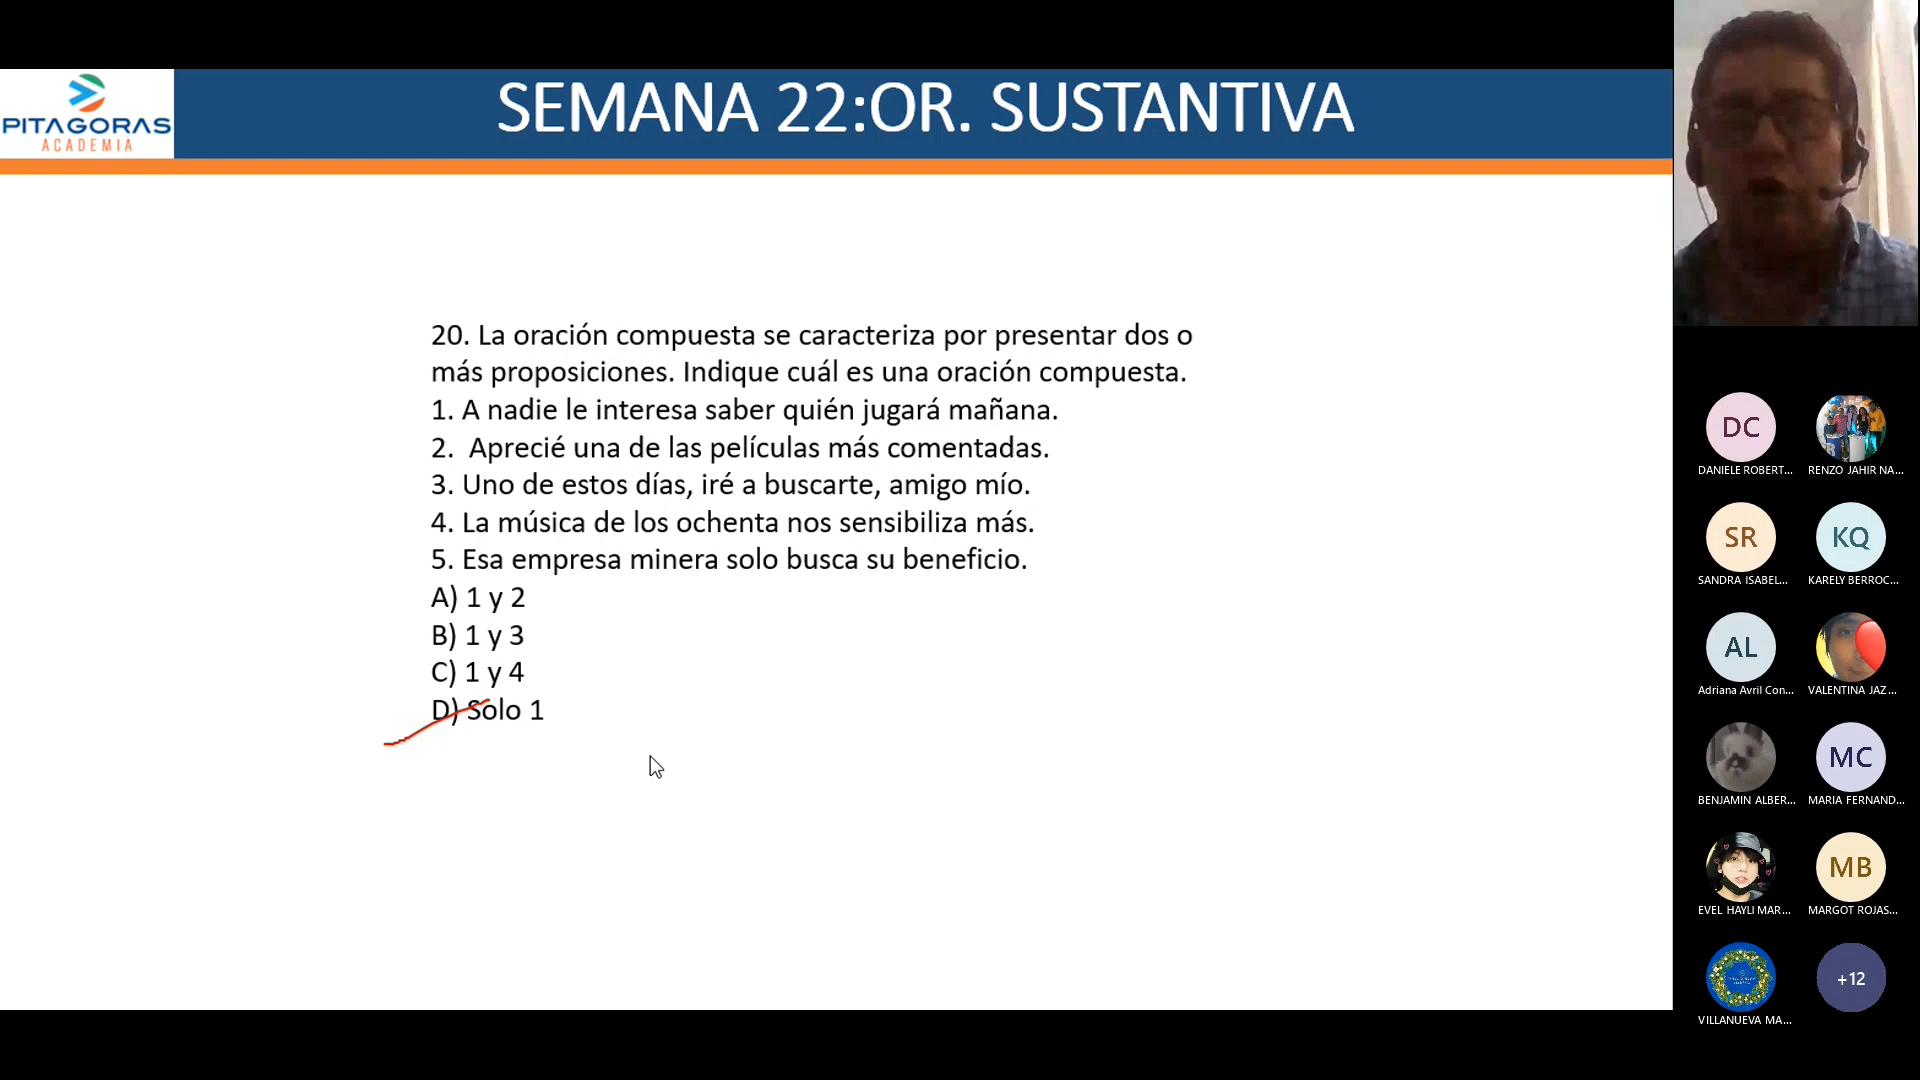 PITAGORAS
ACADEMIA
SEMANA 22:OR. SUSTANTIVA
20. La oración compuesta se caracteriza por presentar dos o
más proposiciones. Indique cuál es una oración compuesta.
1. A nadie le interesa saber quién jugará mañana.
2. Aprecié una de las películas más comentadas.
3. Uno de estos días, iré a buscarte, amigo mío.
4. La música de los ochenta nos sensibiliza más.
5. Esa empresa minera solo busca su beneficio.
A) 1 y 2
B) 1 y 3
C) 1 y 4
D) Solo 1
DC
DANIELE ROBERT...
RENZO JAHIR NA...
SR
KQ
SANDRA ISABEL...
KARELY BERROC...
AL
Adriana Avril Con...
VALENTINA JAZ...
MC
BENJAMIN ALBER...
MARIA FERNAND...
MB
EVEL HAYLI MAR...
MARGOT ROJAS...
+12
VILLANUEVA MA...